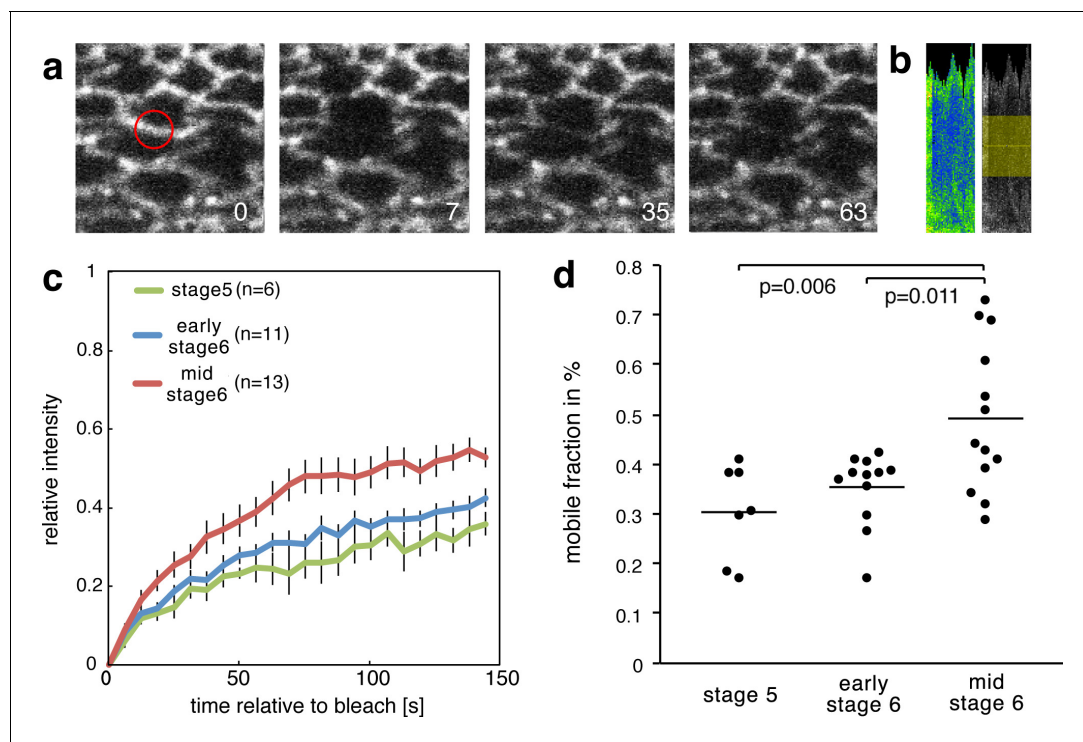 a
0
7
35
63
b
c
1
0.8
0.6
0.4
0.2
0
relative intensity
stage5 (n=6)
early
stage6 (n=11)
mid
stage6 (n=13)
0
50
100
150
time relative to bleach [s]
d
0.8
0.7
0.6
0.5
0.4
0.3
0.2
0.1
0
mobile fraction in %
p=0.006
p=0.011
stage 5
early
stage 6
mid
stage 6